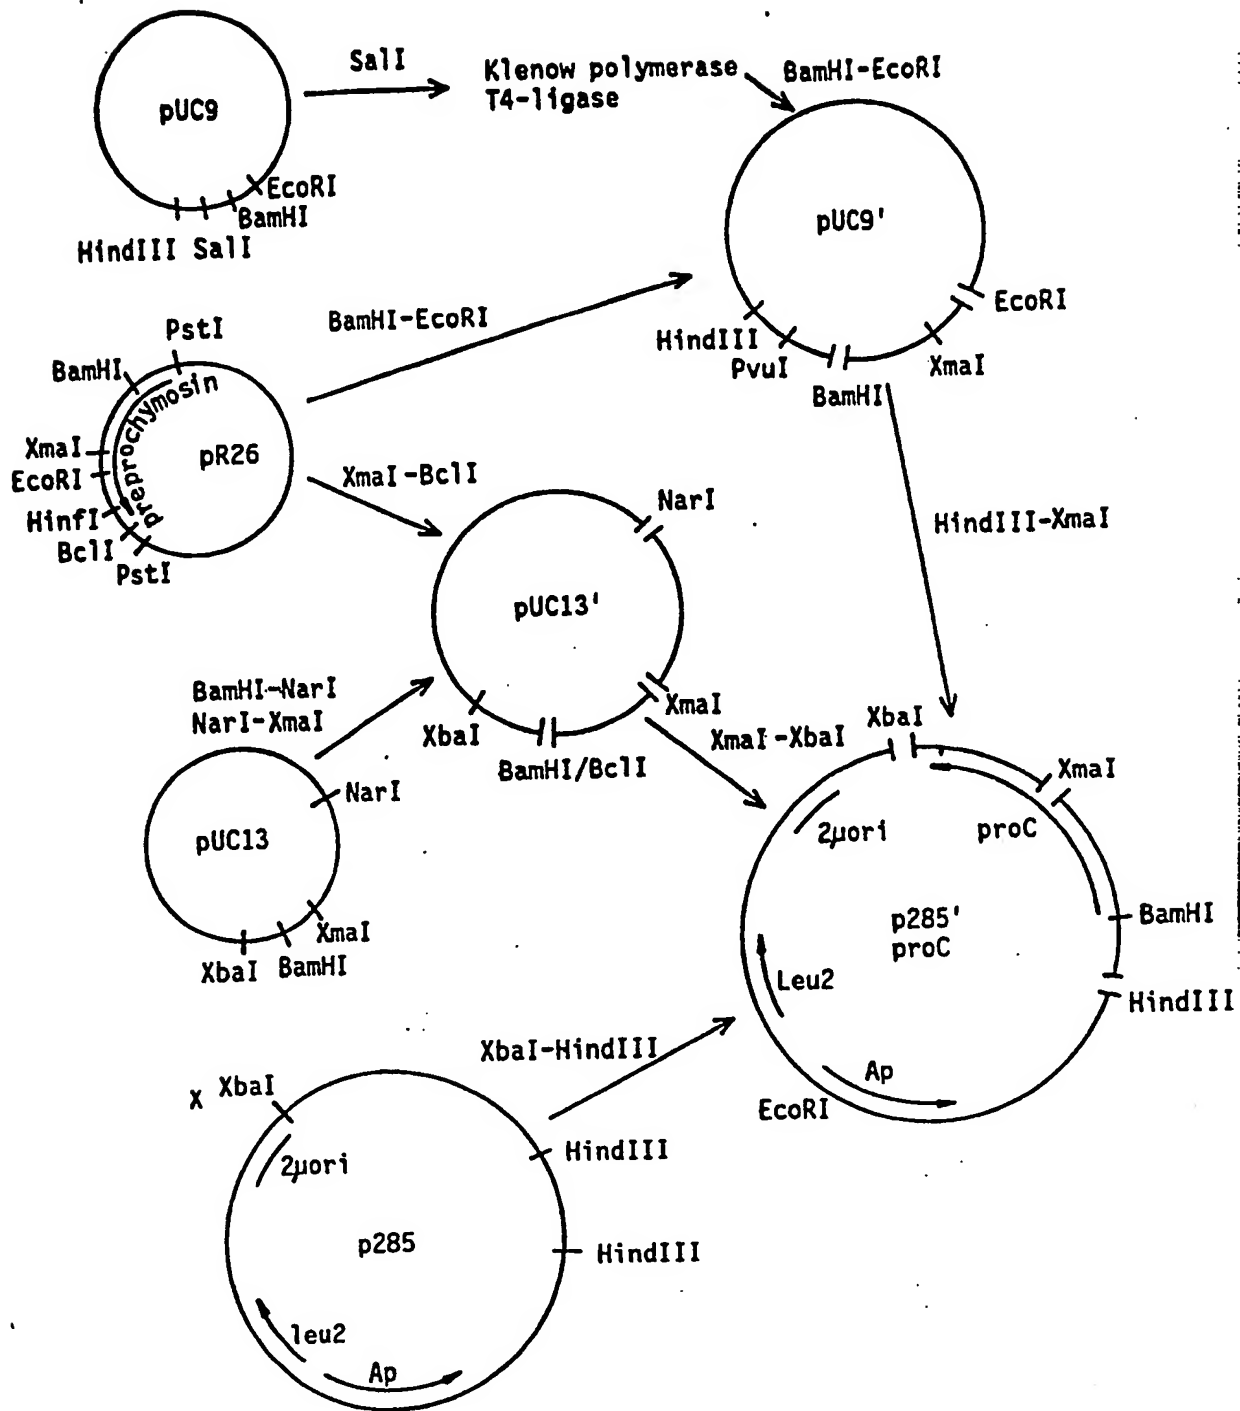 SalI
Klenow polymerase
T4-ligase
BamHI-EcoRI
pUC9
EcoRI
BamHI
HindIII SalI
pUC9'
EcoRI
HindIII
PvuI
BamHI
XmaI
BamHI-EcoRI
PstI
BamHI
preprochymosin
XmaI
EcoRI
HinfI
BclI
PstI
pR26
XmaI-BclI
NarI
HindIII-XmaI
pUC13'
BamHI-NarI
NarI-XmaI
XbaI
XmaI
BamHI/BclI
XmaI-XbaI
XbaI
XmaI
NarI
pUC13
XmaI
XbaI BamHI
2µori
proC
BamHI
p285'
proC
Leu2
HindIII
Ap
EcoRI
XbaI-HindIII
X XbaI
HindIII
2µori
p285
HindIII
leu2
Ap